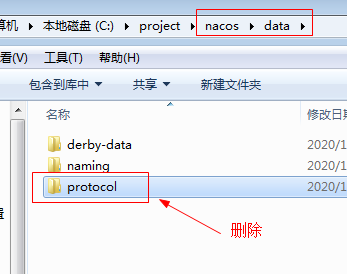 算机 ▸ 本地磁盘 (C:) ▸ project ▸ nacos ▸ data ▸
看(V) 工具(T) 帮助(H)
包含到库中 共享 新建文件夹
名称 修改日期
derby-data 2020/1
naming 2020/1
protocol 2020/1
删除